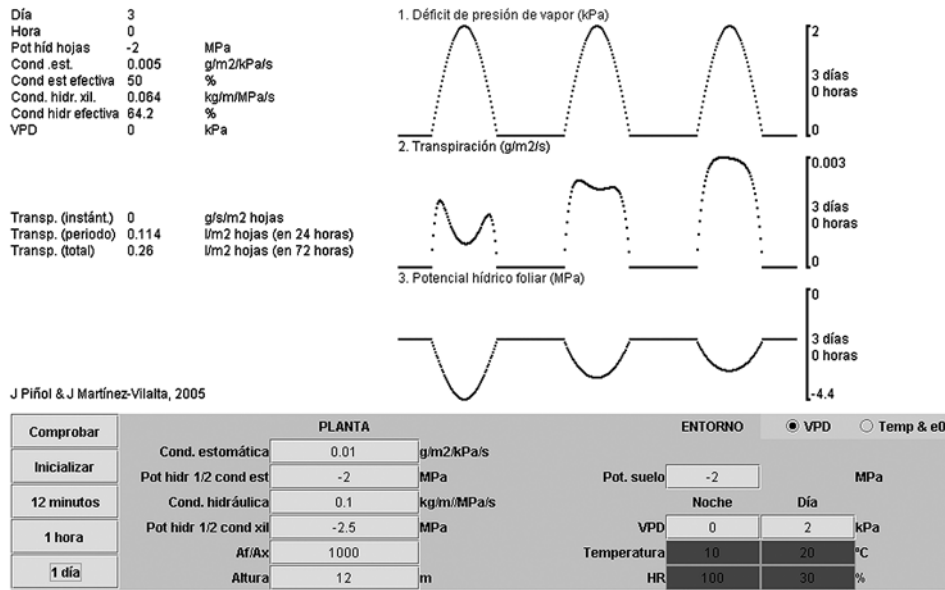 Día 3
Hora 0
Pot híd hojas -2 MPa
Cond .est. 0.005 g/m2/kPa/s
Cond est efectiva 50 %
Cond. hidr. xil. 0.064 kg/m/MPa/s
Cond hidr efectiva 64.2 %
VPD 0 kPa
Transp. (instánt.) 0 g/s/m2 hojas
Transp. (periodo) 0.114 l/m2 hojas (en 24 horas)
Transp. (total) 0.26 l/m2 hojas (en 72 horas)
1. Déficit de presión de vapor (kPa)
2
3 días
0 horas
0
2. Transpiración (g/m2/s)
0.003
3 días
0 horas
0
3. Potencial hídrico foliar (MPa)
0
3 días
0 horas
-4.4
J Piñol & J Martínez-Vilalta, 2005
Comprobar
Inicializar
12 minutos
1 hora
1 día
PLANTA
Cond. estomática 0.01 g/m2/kPa/s
Pot hidr 1/2 cond est -2 MPa
Cond. hidráulica 0.1 kg/m//MPa/s
Pot hidr 1/2 cond xil -2.5 MPa
Af/Ax 1000
Altura 12 m
ENTORNO VPD Temp & e0
Pot. suelo -2 MPa
Noche Día
VPD 0 2 kPa
Temperatura 10 20 °C
HR 100 30 %